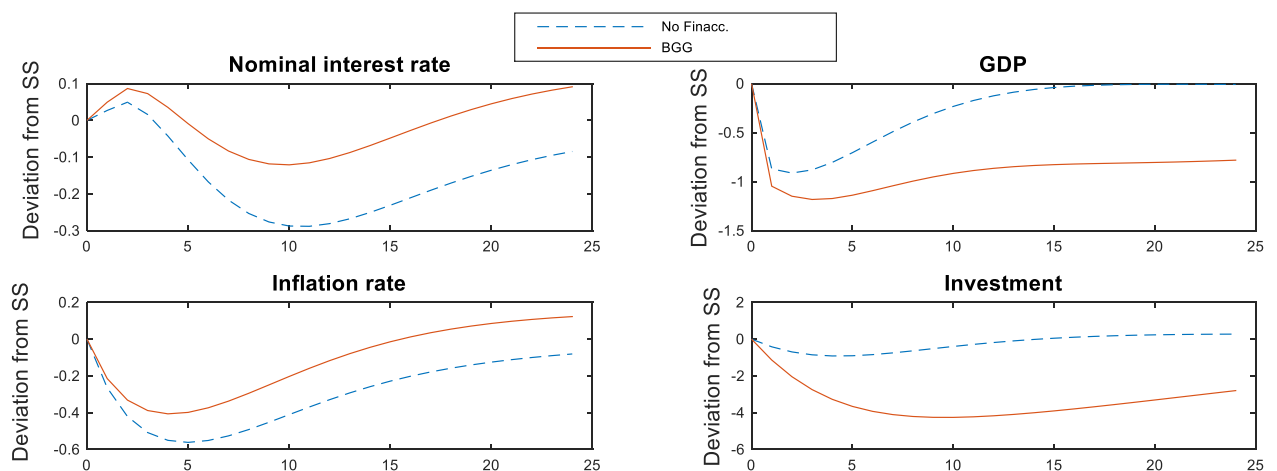 No Finacc.
BGG
Nominal interest rate
Deviation from SS
0.1
0
-0.1
-0.2
-0.3
0 5 10 15 20 25
GDP
Deviation from SS
0
-0.5
-1
-1.5
0 5 10 15 20 25
Inflation rate
Deviation from SS
0.2
0
-0.2
-0.4
-0.6
0 5 10 15 20 25
Investment
Deviation from SS
2
0
-2
-4
-6
0 5 10 15 20 25